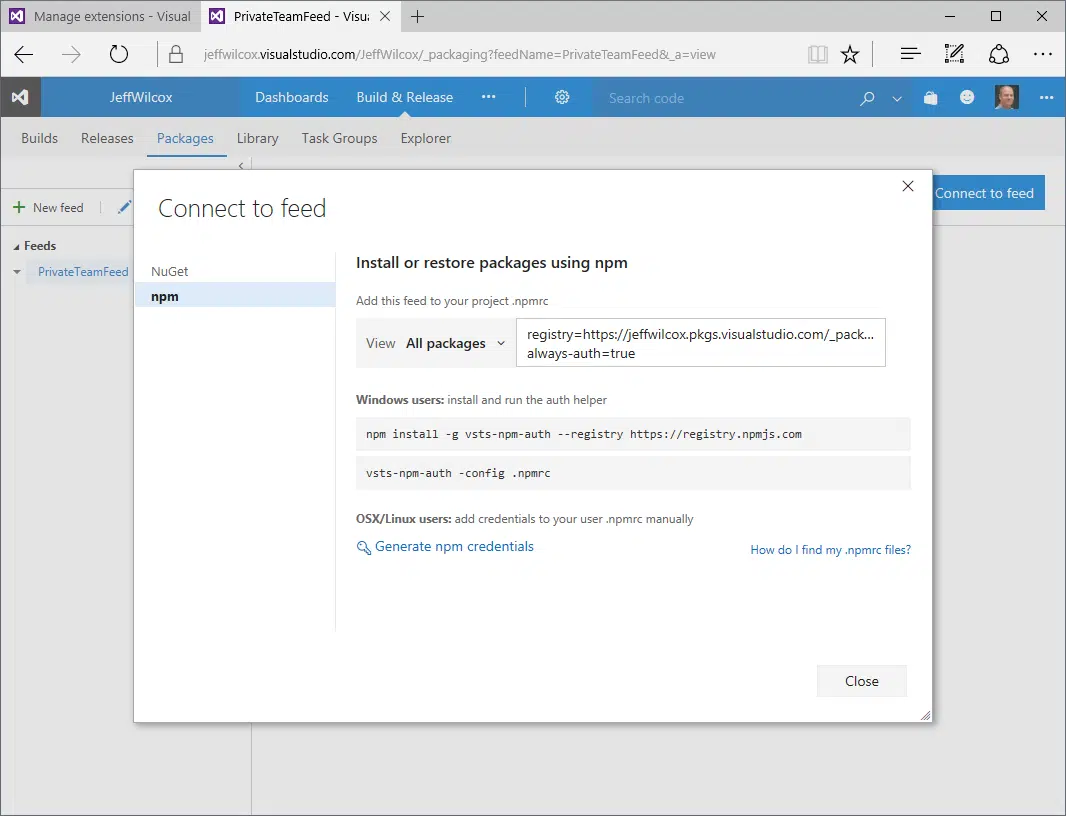 Manage extensions - Visual
PrivateTeamFeed - Visu
jeffwilcox.visualstudio.com/JeffWilcox/_packaging?feedName=PrivateTeamFeed&_a=view
JeffWilcox
Dashboards
Build & Release
Search code
Builds
Releases
Packages
Library
Task Groups
Explorer
New feed
Connect to feed
Feeds
PrivateTeamFeed
Connect to feed
NuGet
npm
Install or restore packages using npm
Add this feed to your project .npmrc
View All packages
registry=https://jeffwilcox.pkgs.visualstudio.com/_pack...
always-auth=true
Windows users: install and run the auth helper
npm install -g vsts-npm-auth --registry https://registry.npmjs.com
vsts-npm-auth -config .npmrc
OSX/Linux users: add credentials to your user .npmrc manually
Generate npm credentials
How do I find my .npmrc files?
Close